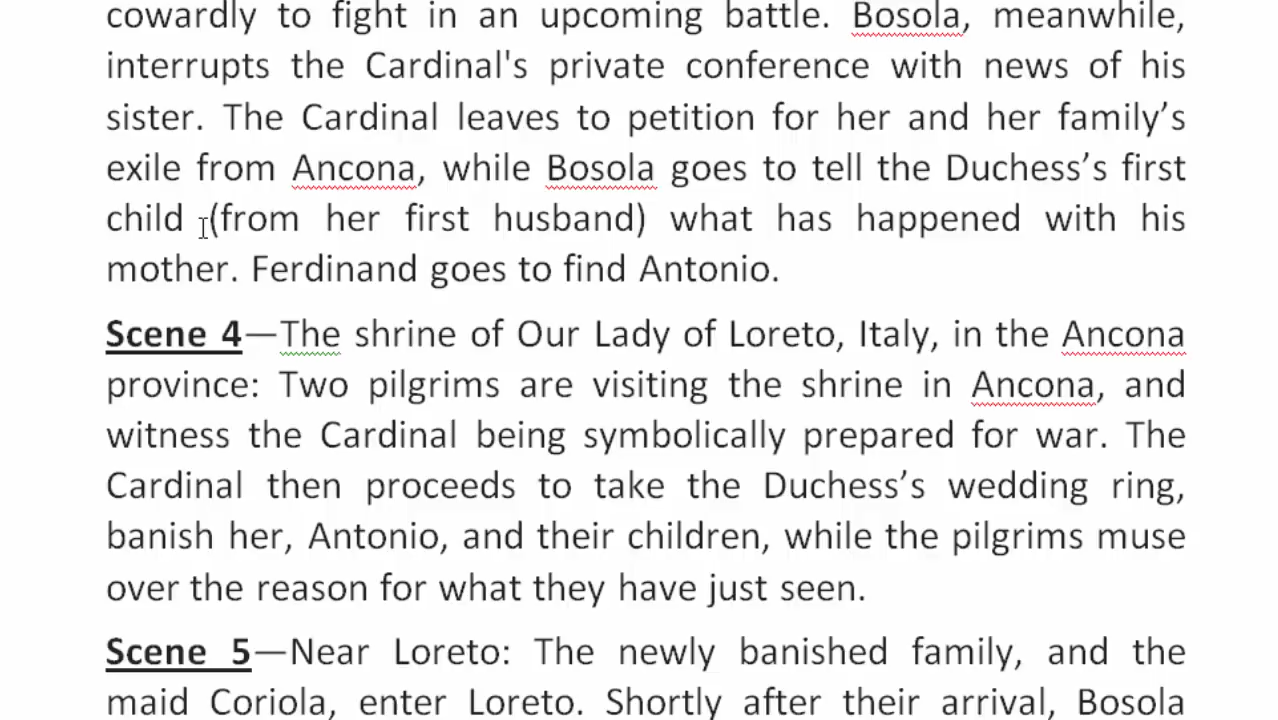 cowardly to fight in an upcoming battle. Bosola, meanwhile,
interrupts the Cardinal's private conference with news of his
sister. The Cardinal leaves to petition for her and her family’s
exile from Ancona, while Bosola goes to tell the Duchess’s first
child (from her first husband) what has happened with his
mother. Ferdinand goes to find Antonio.
Scene 4—The shrine of Our Lady of Loreto, Italy, in the Ancona
province: Two pilgrims are visiting the shrine in Ancona, and
witness the Cardinal being symbolically prepared for war. The
Cardinal then proceeds to take the Duchess’s wedding ring,
banish her, Antonio, and their children, while the pilgrims muse
over the reason for what they have just seen.
Scene 5—Near Loreto: The newly banished family, and the
maid Coriola, enter Loreto. Shortly after their arrival, Bosola